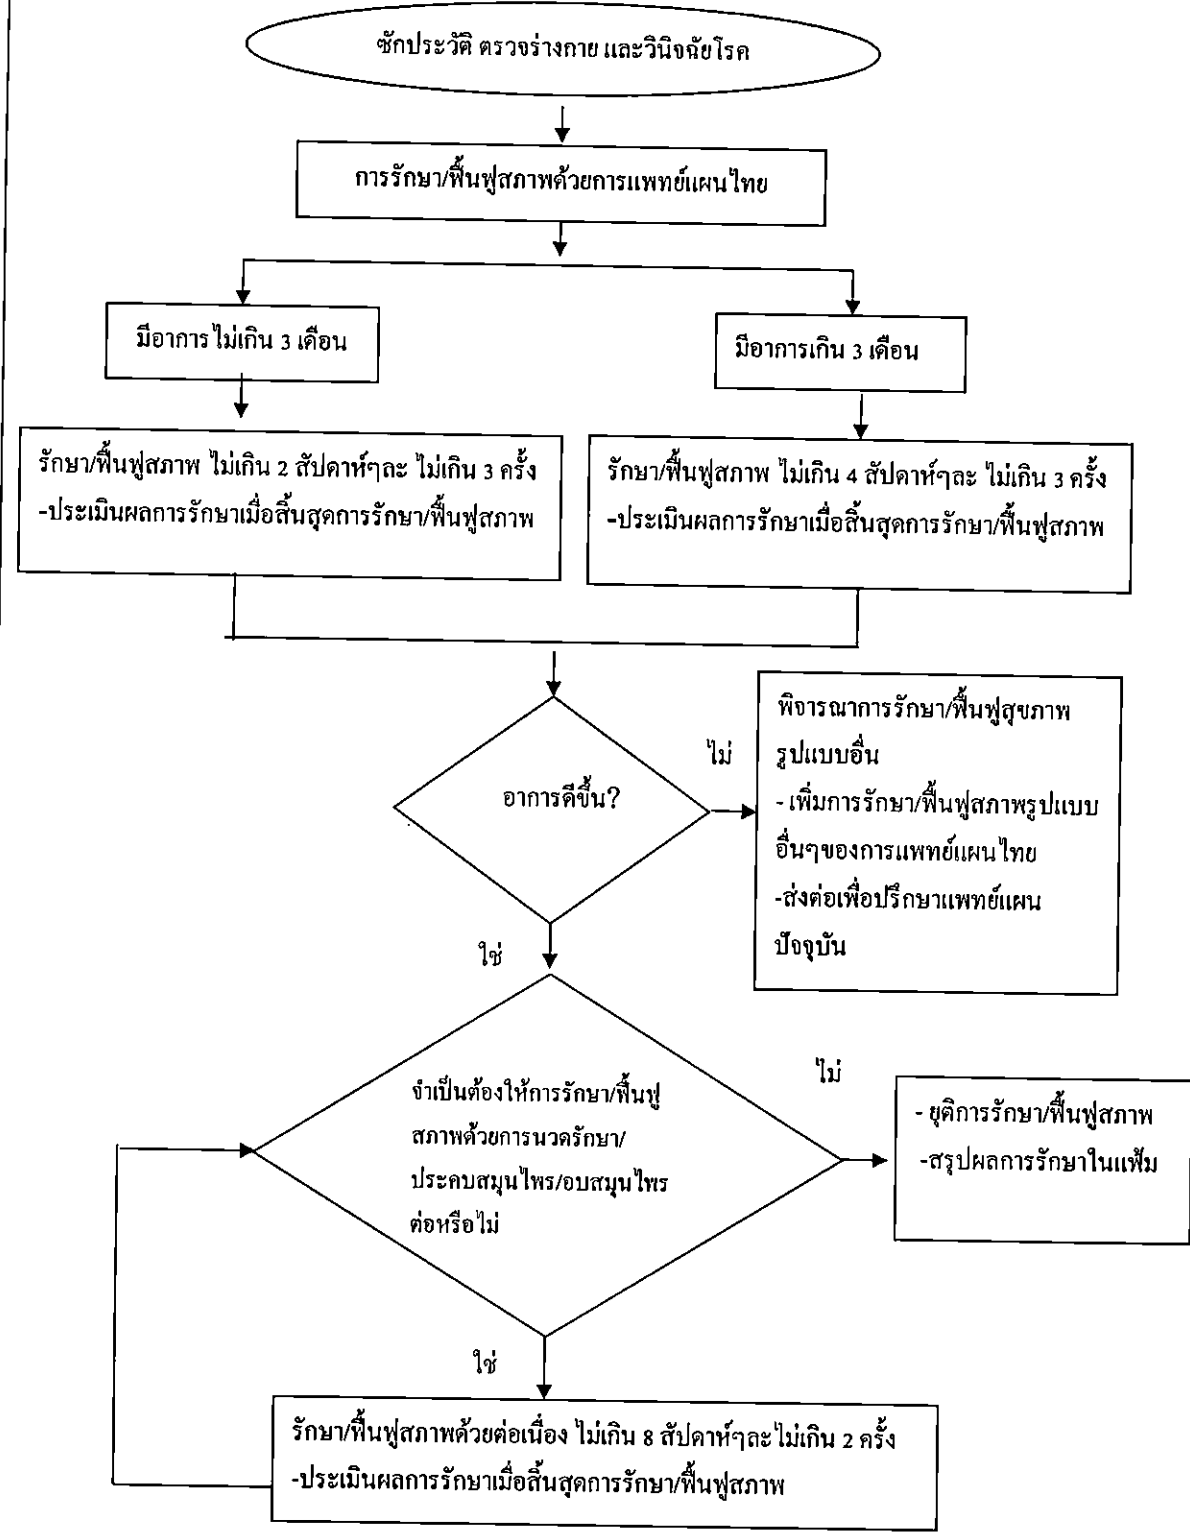 ซักประวัติ ตรวจร่างกาย และวินิจฉัยโรค
การรักษา/ฟื้นฟูสภาพด้วยการแพทย์แผนไทย
มีอาการไม่เกิน 3 เดือน
มีอาการเกิน 3 เดือน
รักษา/ฟื้นฟูสภาพ ไม่เกิน 2 สัปดาห์ๆละ ไม่เกิน 3 ครั้ง
-ประเมินผลการรักษาเมื่อสิ้นสุดการรักษา/ฟื้นฟูสภาพ
รักษา/ฟื้นฟูสภาพ ไม่เกิน 4 สัปดาห์ๆละ ไม่เกิน 3 ครั้ง
-ประเมินผลการรักษาเมื่อสิ้นสุดการรักษา/ฟื้นฟูสภาพ
อาการดีขึ้น?
ไม่
พิจารณาการรักษา/ฟื้นฟูสุขภาพ
รูปแบบอื่น
- เพิ่มการรักษา/ฟื้นฟูสภาพรูปแบบ
อื่นๆของการแพทย์แผนไทย
-ส่งต่อเพื่อปรึกษาแพทย์แผน
ปัจจุบัน
ใช่
จำเป็นต้องให้การรักษา/ฟื้นฟู
สภาพด้วยการนวดรักษา/
ประคบสมุนไพร/อบสมุนไพร
ต่อหรือไม่
ไม่
- ยุติการรักษา/ฟื้นฟูสภาพ
-สรุปผลการรักษาในแฟ้ม
ใช่
รักษา/ฟื้นฟูสภาพด้วยต่อเนื่อง ไม่เกิน 8 สัปดาห์ๆละไม่เกิน 2 ครั้ง
-ประเมินผลการรักษาเมื่อสิ้นสุดการรักษา/ฟื้นฟูสภาพ